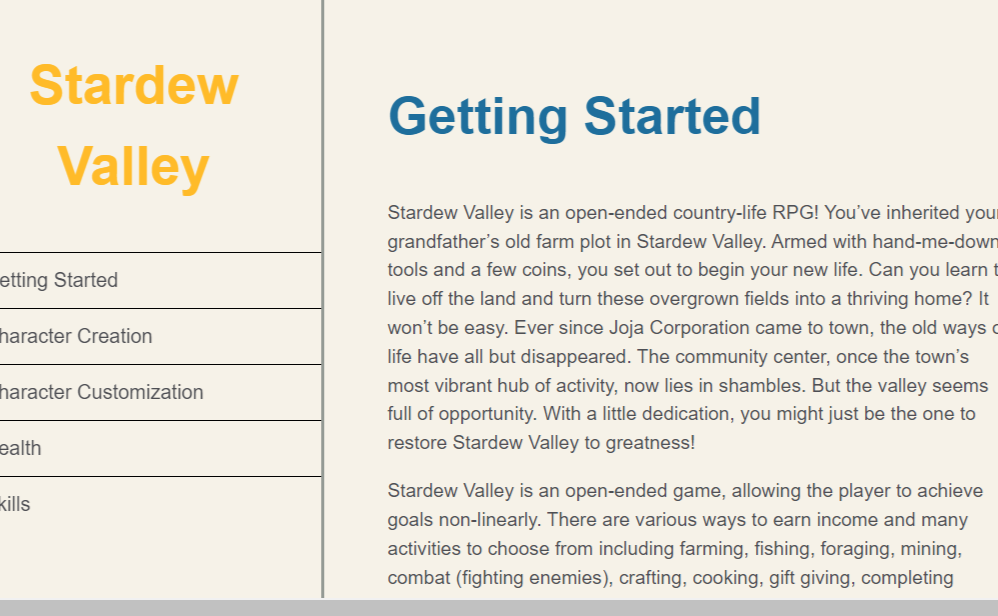 Stardew
Valley
etting Started
haracter Creation
haracter Customization
ealth
kills
Getting Started
Stardew Valley is an open-ended country-life RPG! You’ve inherited your
grandfather’s old farm plot in Stardew Valley. Armed with hand-me-down
tools and a few coins, you set out to begin your new life. Can you learn t
live off the land and turn these overgrown fields into a thriving home? It
won’t be easy. Ever since Joja Corporation came to town, the old ways o
life have all but disappeared. The community center, once the town’s
most vibrant hub of activity, now lies in shambles. But the valley seems
full of opportunity. With a little dedication, you might just be the one to
restore Stardew Valley to greatness!
Stardew Valley is an open-ended game, allowing the player to achieve
goals non-linearly. There are various ways to earn income and many
activities to choose from including farming, fishing, foraging, mining,
combat (fighting enemies), crafting, cooking, gift giving, completing